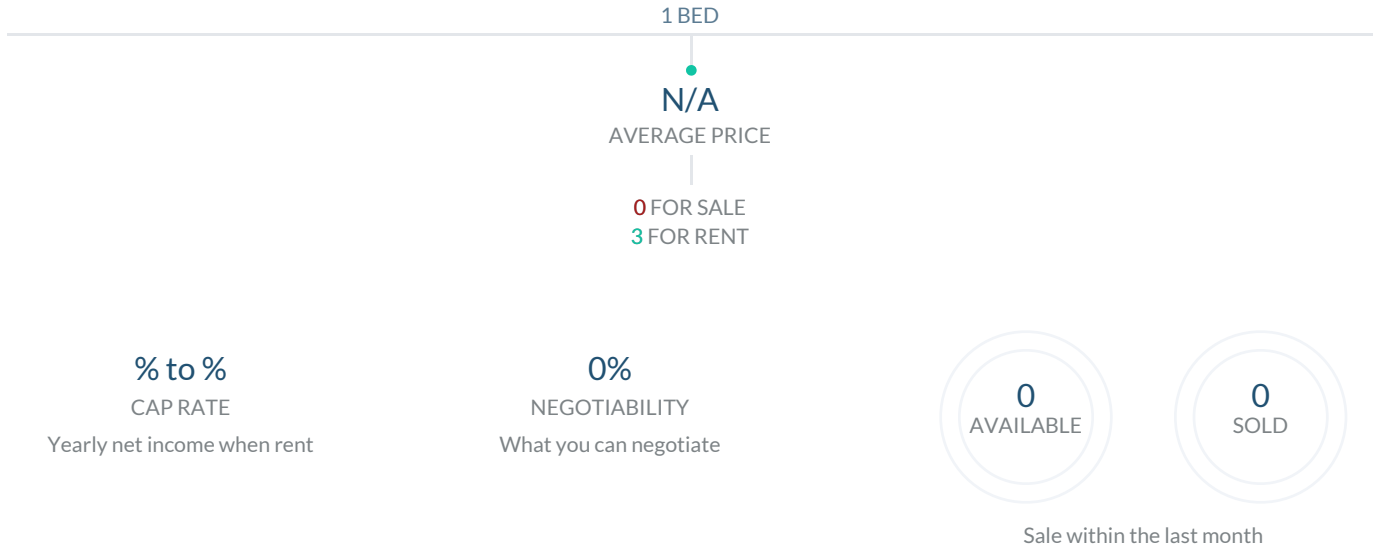 1 BED
N/A
AVERAGE PRICE
0 FOR SALE
3 FOR RENT
% to %
CAP RATE
Yearly net income when rent
0%
NEGOTIABILITY
What you can negotiate
0
AVAILABLE
0
SOLD
Sale within the last month